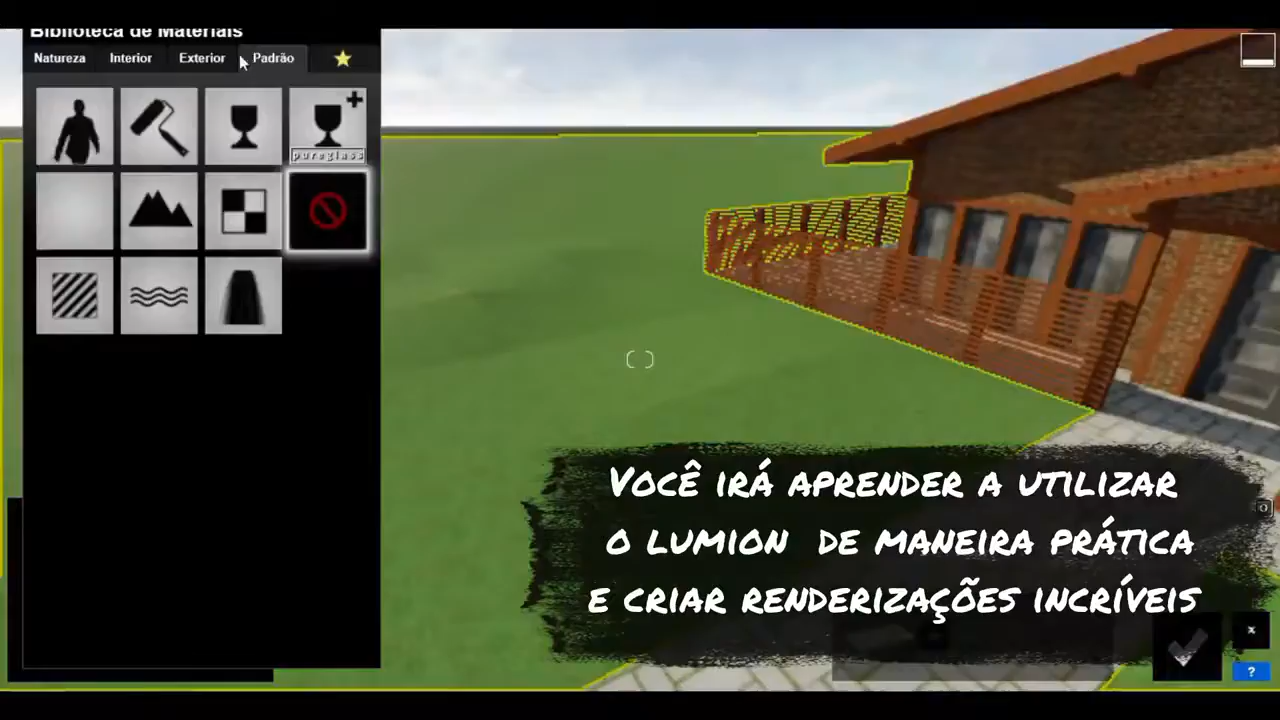 Biblioteca de Materiais
Natureza Interior Exterior Padrão
pureglass
VOCÊ IRÁ APRENDER A UTILIZAR
O LUMION DE MANEIRA PRÁTICA
E CRIAR RENDERIZAÇÕES INCRÍVEIS
x
?